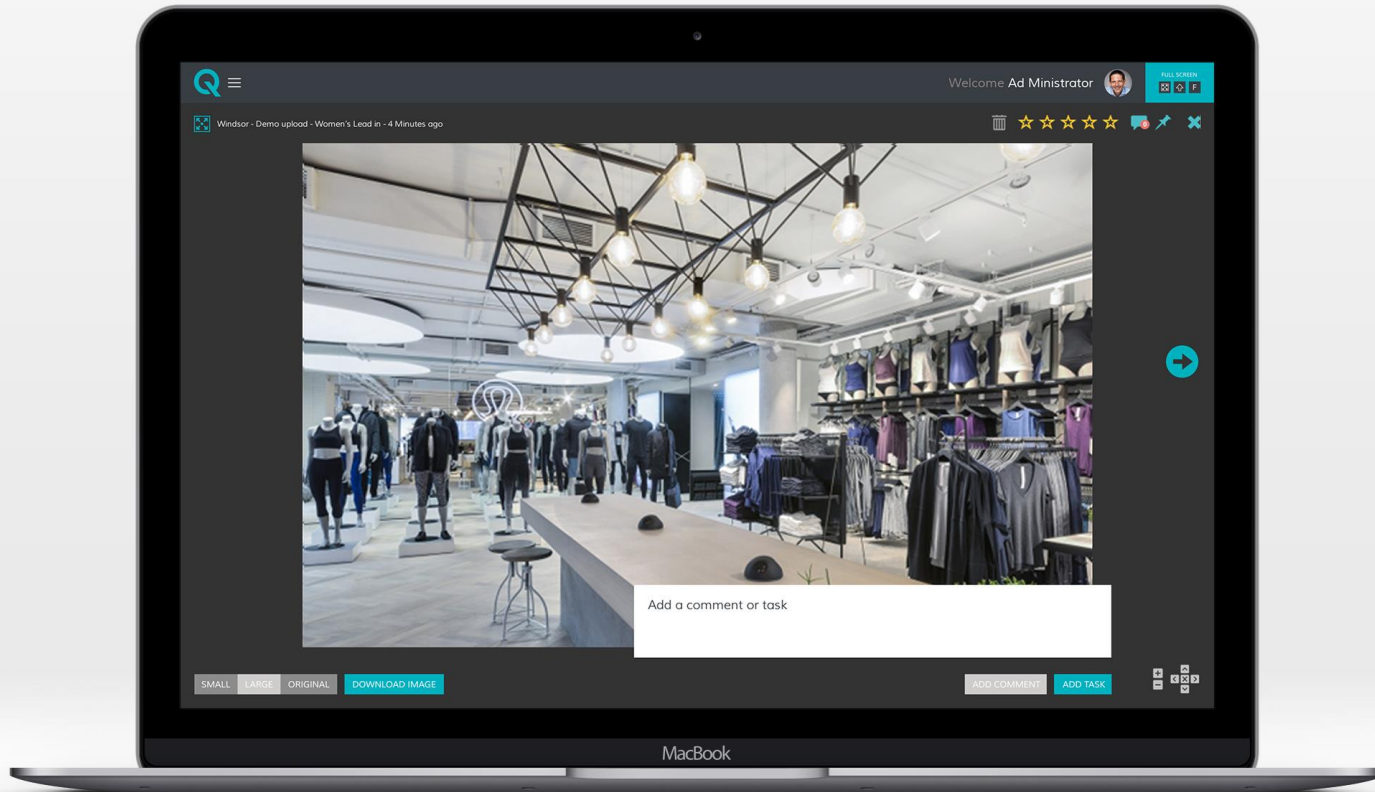 Welcome Ad Ministrator
FULL SCREEN
F
Windsor - Demo upload - Women's Lead in - 4 Minutes ago
0
Add a comment or task
SMALL LARGE ORIGINAL DOWNLOAD IMAGE
ADD COMMENT ADD TASK
MacBook